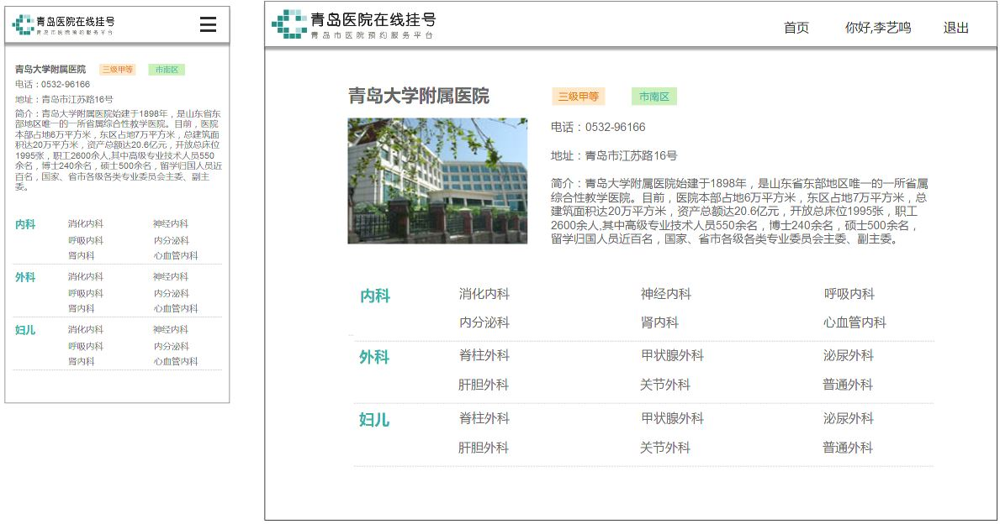 青岛医院在线挂号
青岛市医院预约服务平台
青岛大学附属医院 三级甲等 市南区
电话：0532-96166
地址：青岛市江苏路16号
简介：青岛大学附属医院始建于1898年，是山东省东
部地区唯一的一所省属综合性教学医院。目前，医院
本部占地6万平方米，东区占地7万平方米，总建筑面
积达20万平方米，资产总额达20.6亿元，开放总床位
1995张，职工2600余人,其中高级专业技术人员550
余名，博士240余名，硕士500余名，留学归国人员近
百名，国家、省市各级各类专业委员会主委、副主
委。
内科 消化内科 神经内科
呼吸内科 内分泌科
肾内科 心血管内科
外科 消化内科 神经内科
呼吸内科 内分泌科
肾内科 心血管内科
妇儿 消化内科 神经内科
呼吸内科 内分泌科
肾内科 心血管内科
青岛医院在线挂号
青岛市医院预约服务平台
首页 你好,李艺鸣 退出
青岛大学附属医院 三级甲等 市南区
电话：0532-96166
地址：青岛市江苏路16号
简介：青岛大学附属医院始建于1898年，是山东省东部地区唯一的一所省属
综合性教学医院。目前，医院本部占地6万平方米，东区占地7万平方米，总
建筑面积达20万平方米，资产总额达20.6亿元，开放总床位1995张，职工
2600余人,其中高级专业技术人员550余名，博士240余名，硕士500余名，
留学归国人员近百名，国家、省市各级各类专业委员会主委、副主委。
内科 消化内科 神经内科 呼吸内科
内分泌科 肾内科 心血管内科
外科 脊柱外科 甲状腺外科 泌尿外科
肝胆外科 关节外科 普通外科
妇儿 脊柱外科 甲状腺外科 泌尿外科
肝胆外科 关节外科 普通外科